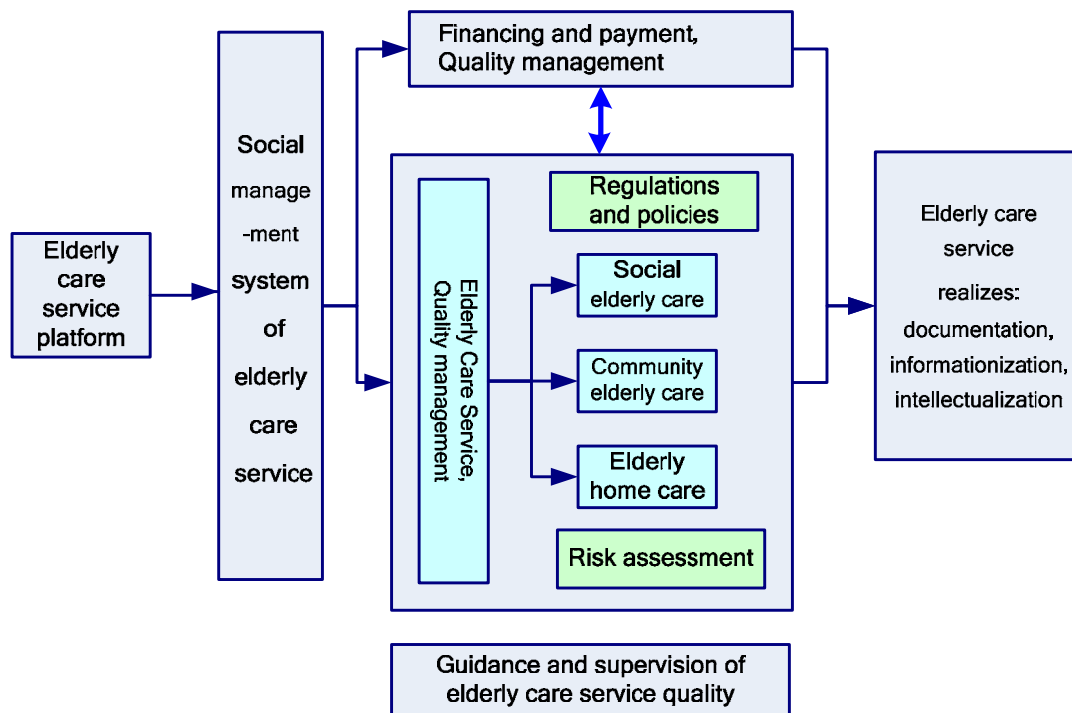 Elderly
care
service
platform
Social
manage
-ment
system
of
elderly
care
service
Financing and payment,
Quality management
Elderly Care Service,
Quality management
Regulations
and policies
Social
elderly care
Community
elderly care
Elderly
home care
Risk assessment
Guidance and supervision of
elderly care service quality
Elderly care
service
realizes:
documentation,
informationization,
intellectualization